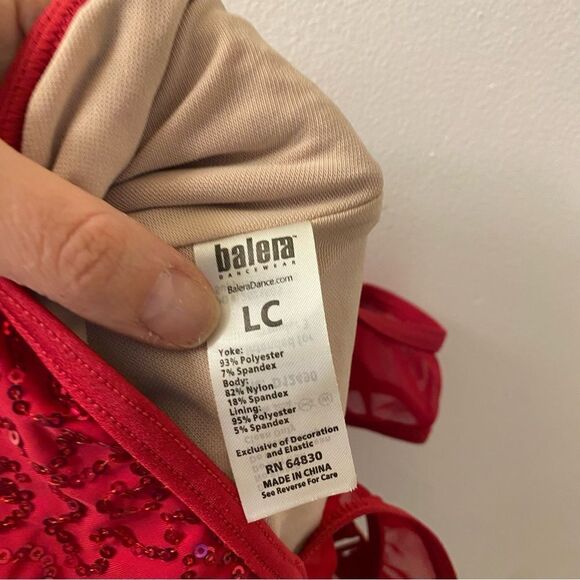 balera™
DANCEWEAR
BaleraDance.com
LC
Yoke:
93% Polyester
7% Spandex
Body:
82% Nylon
18% Spandex
Lining:
95% Polyester
5% Spandex
Exclusive of Decoration
and Elastic
RN 64830
MADE IN CHINA
See Reverse For Care